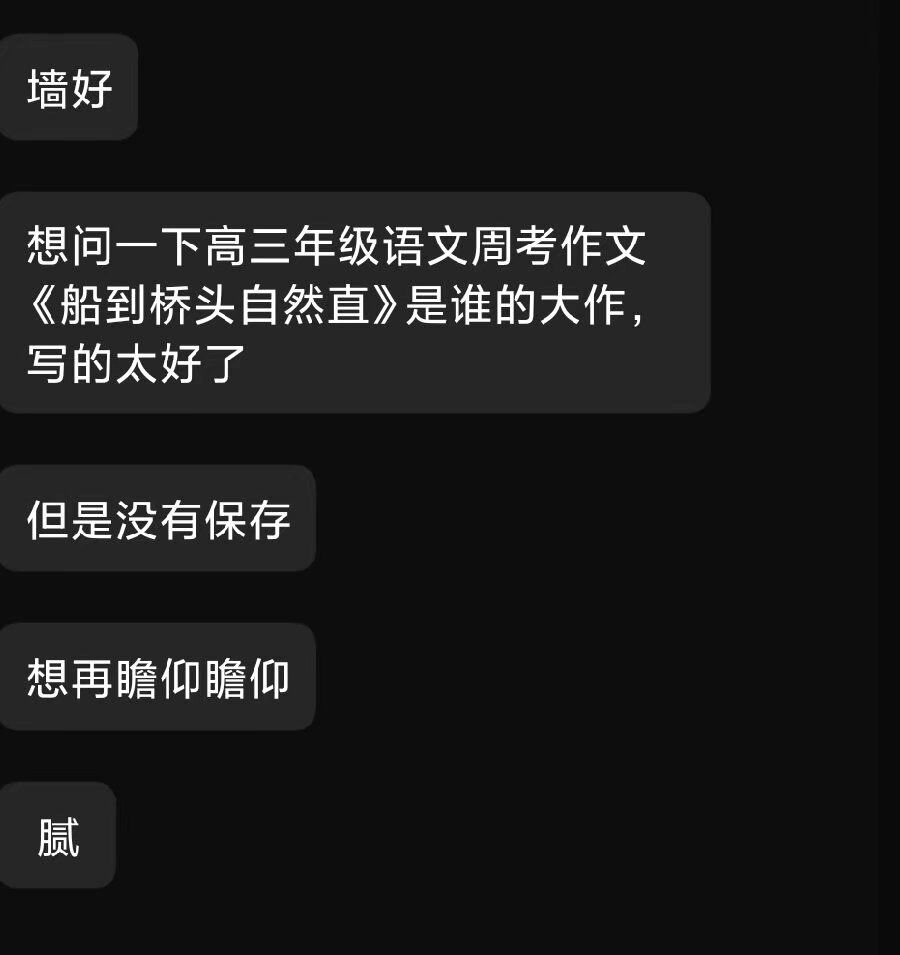 墙好
想问一下高三年级语文周考作文
《船到桥头自然直》是谁的大作，
写的太好了
但是没有保存
想再瞻仰瞻仰
腻